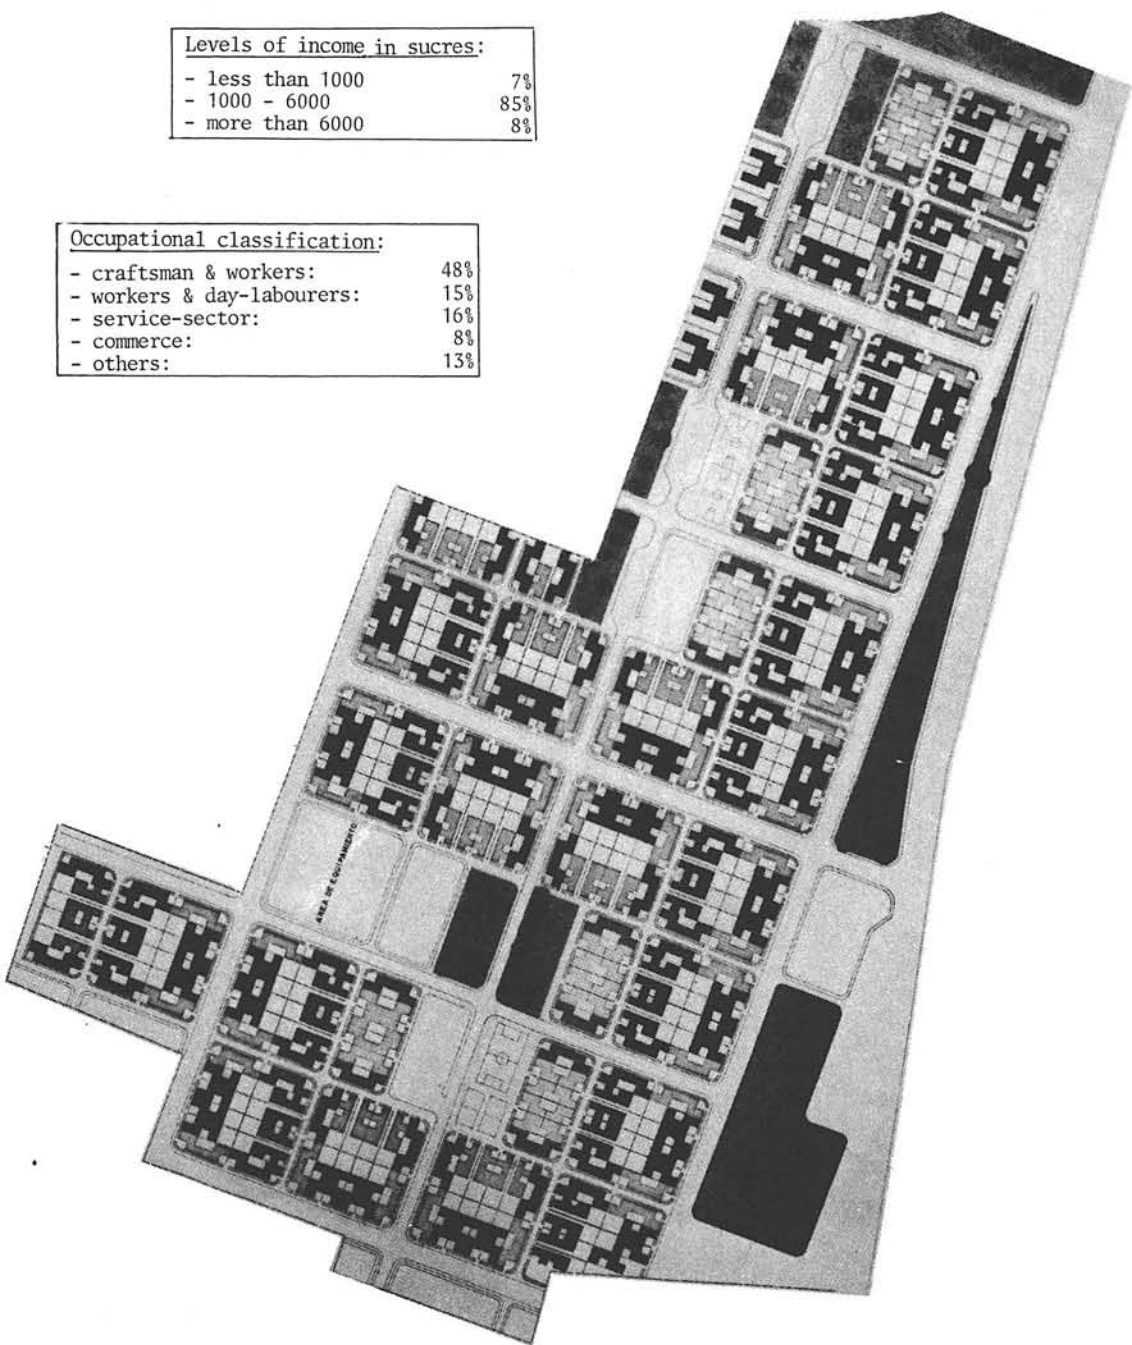 Levels of income in sucres:
- less than 1000 7%
- 1000 - 6000 85%
- more than 6000 8%
Occupational classification:
- craftsman & workers: 48%
- workers & day-labourers: 15%
- service-sector: 16%
- commerce: 8%
- others: 13%
AREA DE EQUIPAMIENTO